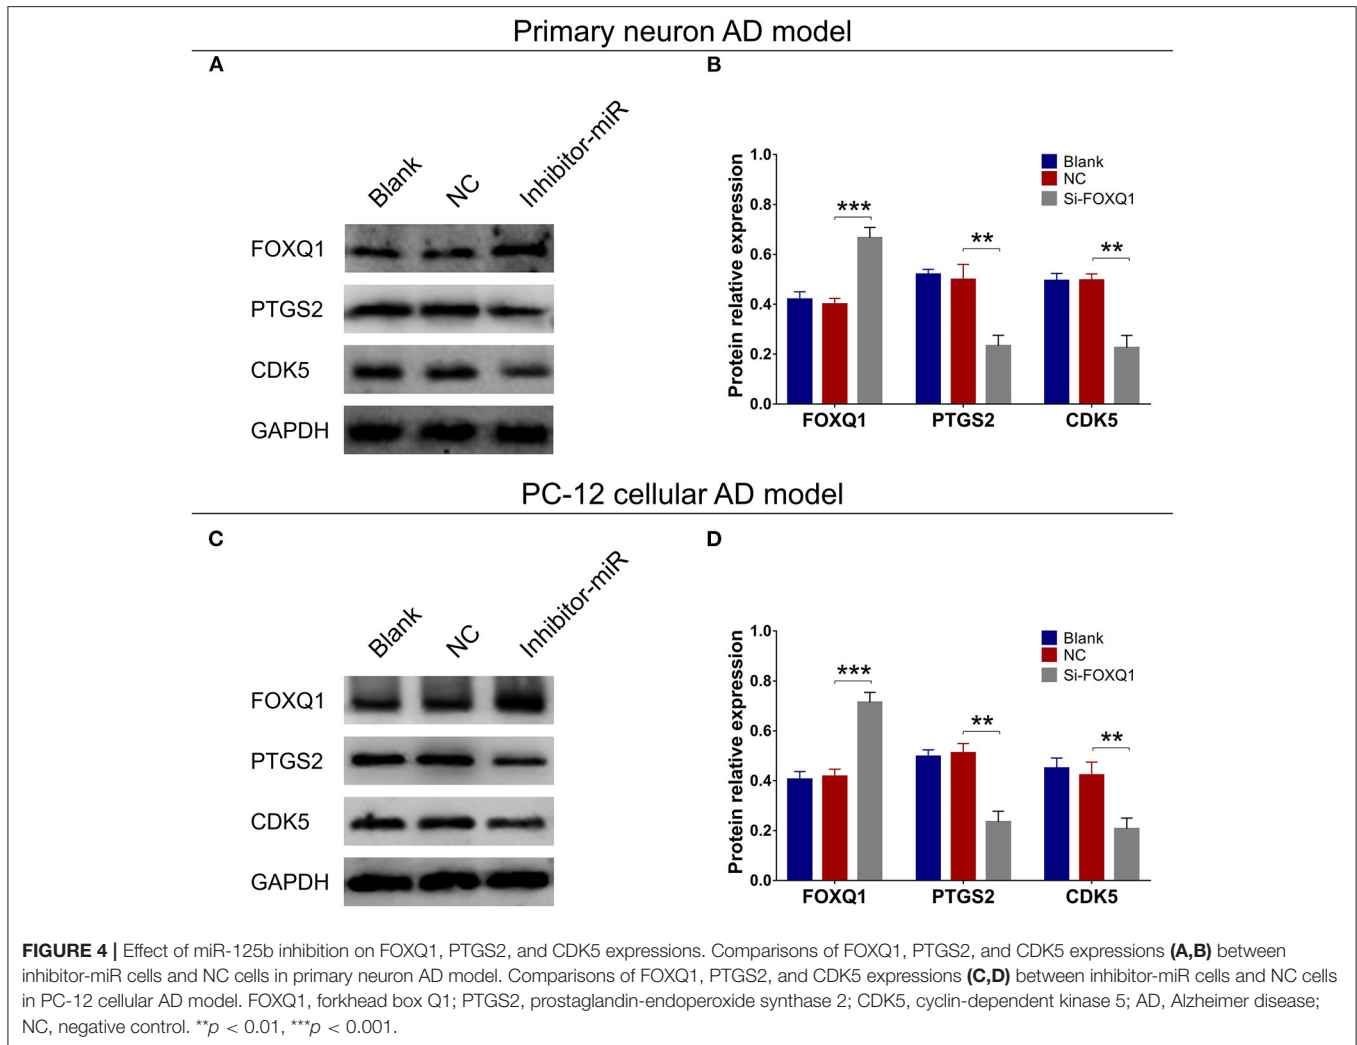 Primary neuron AD model
A
B
Blank
NC
Inhibitor-miR
FOXQ1
PTGS2
CDK5
GAPDH
Protein relative expression
1.0
0.8
0.6
0.4
0.2
0.0
Blank
NC
Si-FOXQ1
***
**
**
FOXQ1
PTGS2
CDK5
PC-12 cellular AD model
C
D
Blank
NC
Inhibitor-miR
FOXQ1
PTGS2
CDK5
GAPDH
Protein relative expression
1.0
0.8
0.6
0.4
0.2
0.0
Blank
NC
Si-FOXQ1
***
**
**
FOXQ1
PTGS2
CDK5
FIGURE 4 | Effect of miR-125b inhibition on FOXQ1, PTGS2, and CDK5 expressions. Comparisons of FOXQ1, PTGS2, and CDK5 expressions (A,B) between
inhibitor-miR cells and NC cells in primary neuron AD model. Comparisons of FOXQ1, PTGS2, and CDK5 expressions (C,D) between inhibitor-miR cells and NC cells
in PC-12 cellular AD model. FOXQ1, forkhead box Q1; PTGS2, prostaglandin-endoperoxide synthase 2; CDK5, cyclin-dependent kinase 5; AD, Alzheimer disease;
NC, negative control. **p < 0.01, ***p < 0.001.